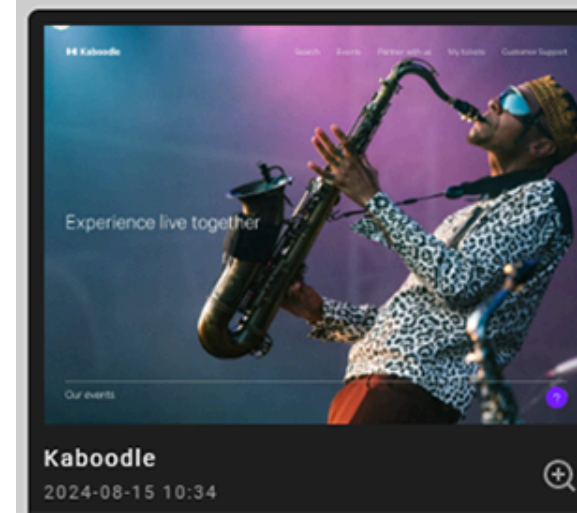 Kaboodle
Search Events Partner with us My tickets Customer Support
Experience live together
Our events
?
Kaboodle
2024-08-15 10:34